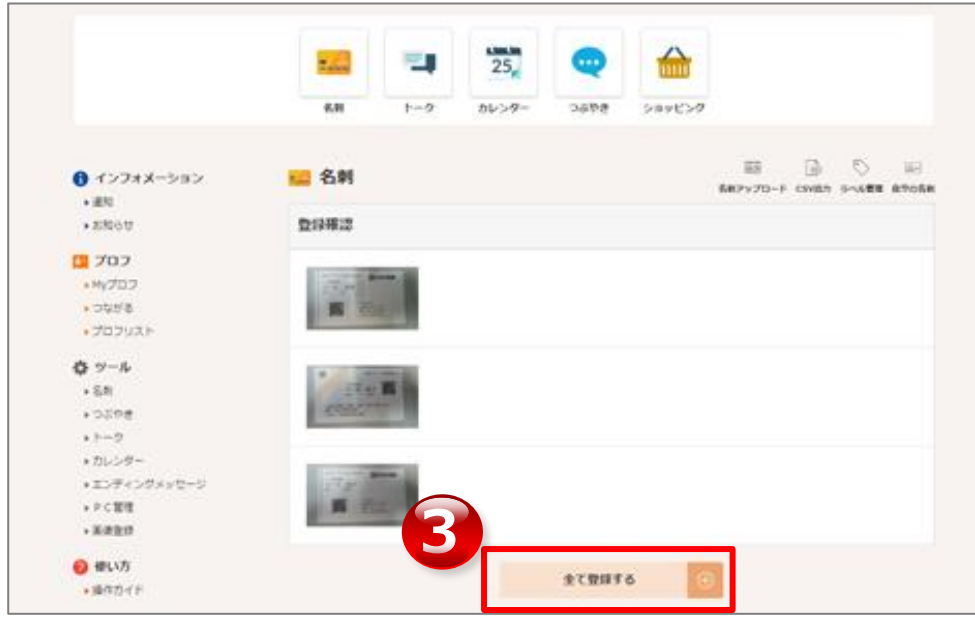 25
名刺
トーク
カレンダー
つぶやき
ショッピング
インフォメーション
通知
お知らせ
プロフ
Myプロフ
つながる
プロフリスト
ツール
名刺
つぶやき
トーク
カレンダー
エンディングメッセージ
PC管理
基礎登録
使い方
操作ガイド
名刺
名刺アップロード
CSV出力
ラベル管理
自分の名刺
登録確認
3
全て登録する